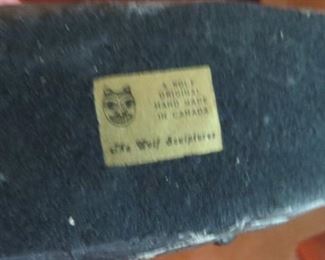 A WOLF
ORIGINAL
HAND MADE
IN CANADA
The Wolf Sculptures